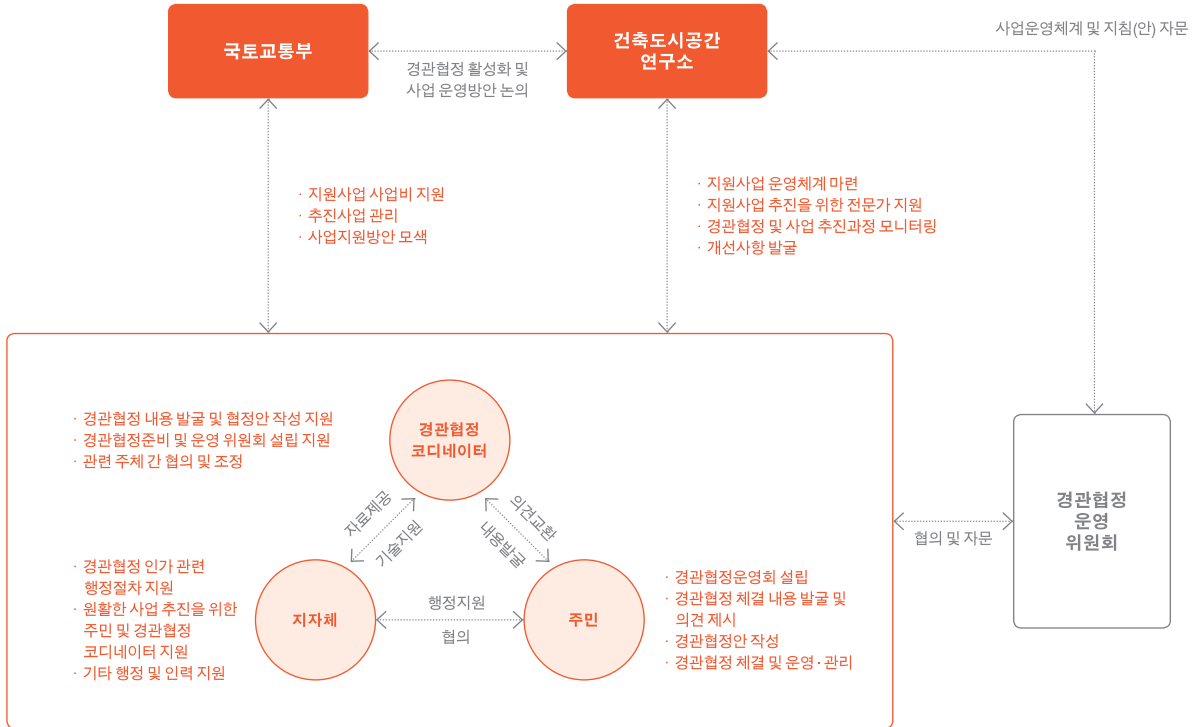 사업운영체계 및 지침(안) 자문
국토교통부
건축도시공간
연구소
경관협정 활성화 및
사업 운영방안 논의
· 지원사업 사업비 지원
· 추진사업 관리
· 사업지원방안 모색
· 지원사업 운영체계 마련
· 지원사업 추진을 위한 전문가 지원
· 경관협정 및 사업 추진과정 모니터링
· 개선사항 발굴
· 경관협정 내용 발굴 및 협정안 작성 지원
· 경관협정준비 및 운영 위원회 설립 지원
· 관련 주체 간 협의 및 조정
경관협정
코디네이터
자료제공
기술지원
의견교환
내용발굴
경관협정
운영
위원회
협의 및 자문
· 경관협정 인가 관련
행정절차 지원
· 원활한 사업 추진을 위한
주민 및 경관협정
코디네이터 지원
· 기타 행정 및 인력 지원
지자체
행정지원
협의
주민
· 경관협정운영회 설립
· 경관협정 체결 내용 발굴 및
의견 제시
· 경관협정안 작성
· 경관협정 체결 및 운영·관리